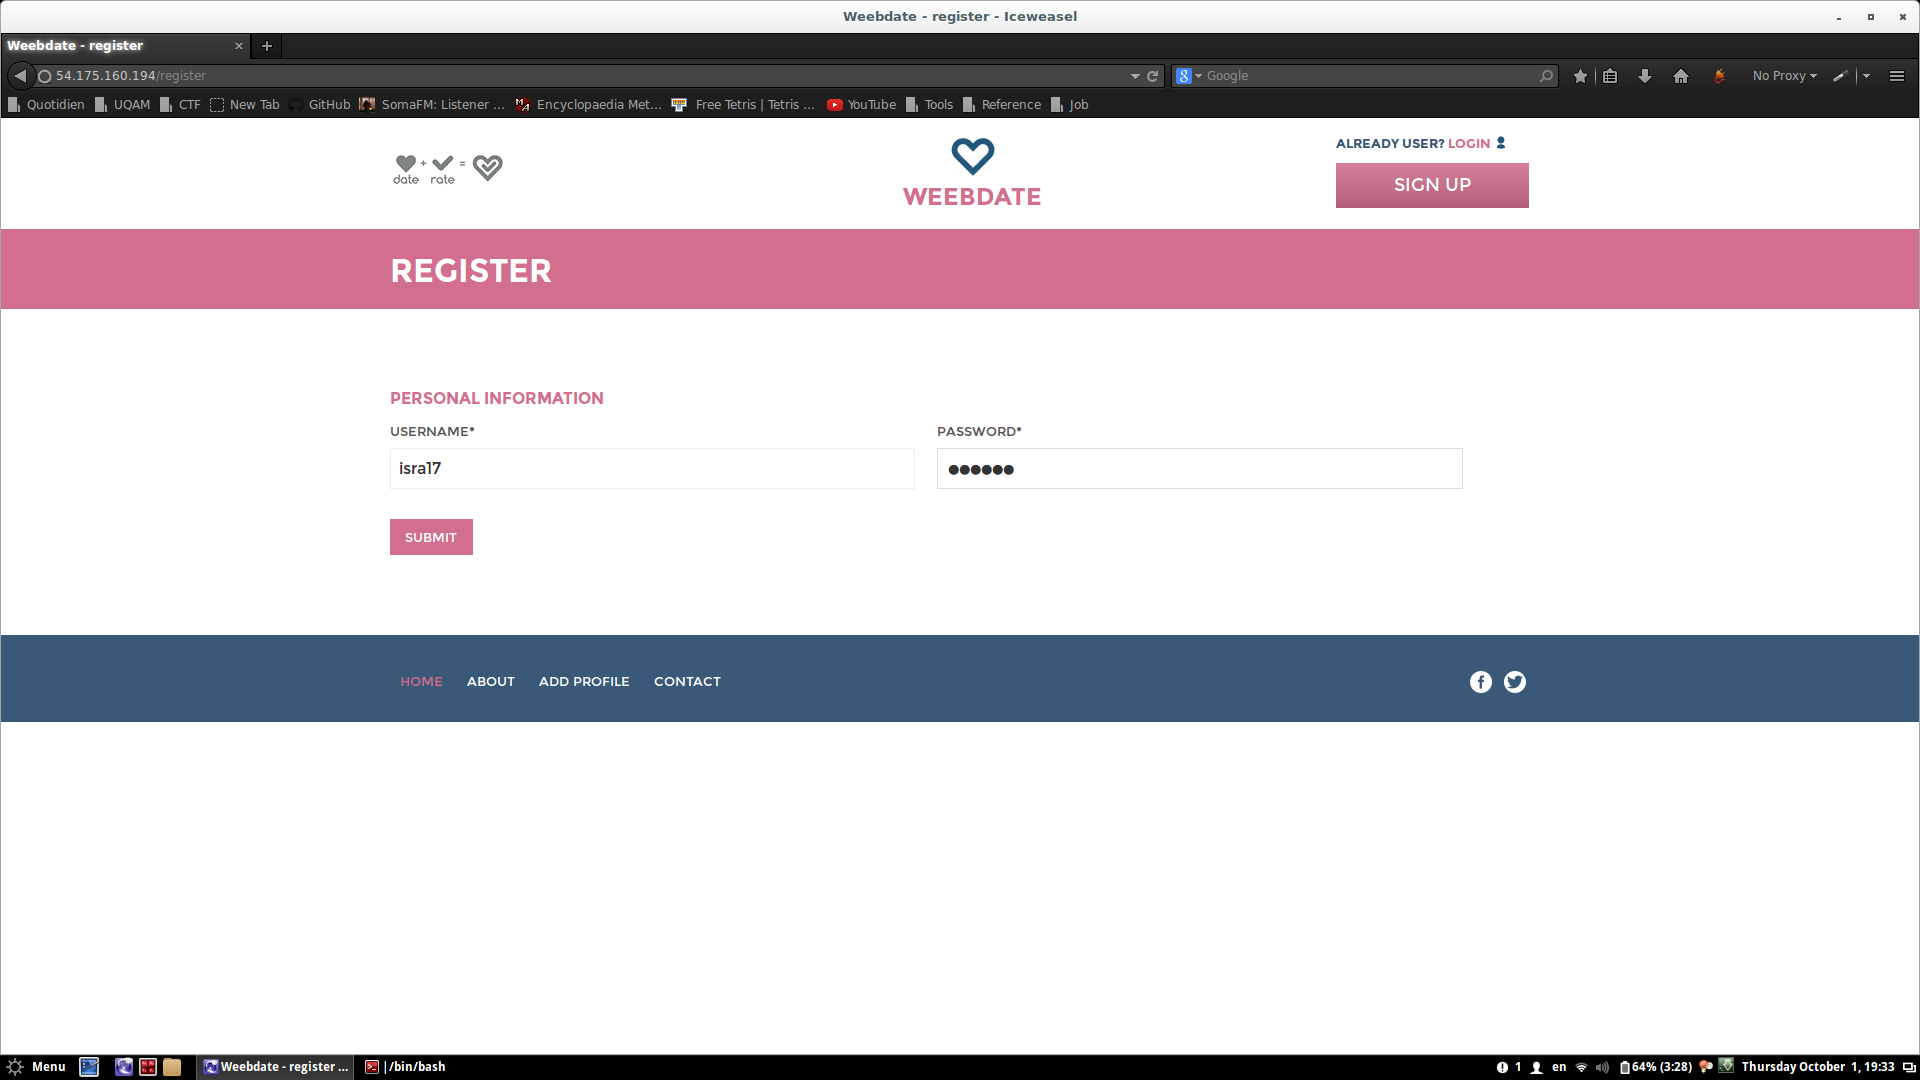 Weebdate - register - Iceweasel
Weebdate - register
54.175.160.194/register
Google
No Proxy
Quotidien UQAM CTF New Tab GitHub SomaFM: Listener ... Encyclopaedia Met... Free Tetris | Tetris ... YouTube Tools Reference Job
date + rate =
WEEBDATE
ALREADY USER? LOGIN
SIGN UP
REGISTER
PERSONAL INFORMATION
USERNAME* PASSWORD*
isra17 ●●●●●●
SUBMIT
HOME ABOUT ADD PROFILE CONTACT
Menu Weebdate - register ... /bin/bash 1 en 64% (3:28) Thursday October 1, 19:33